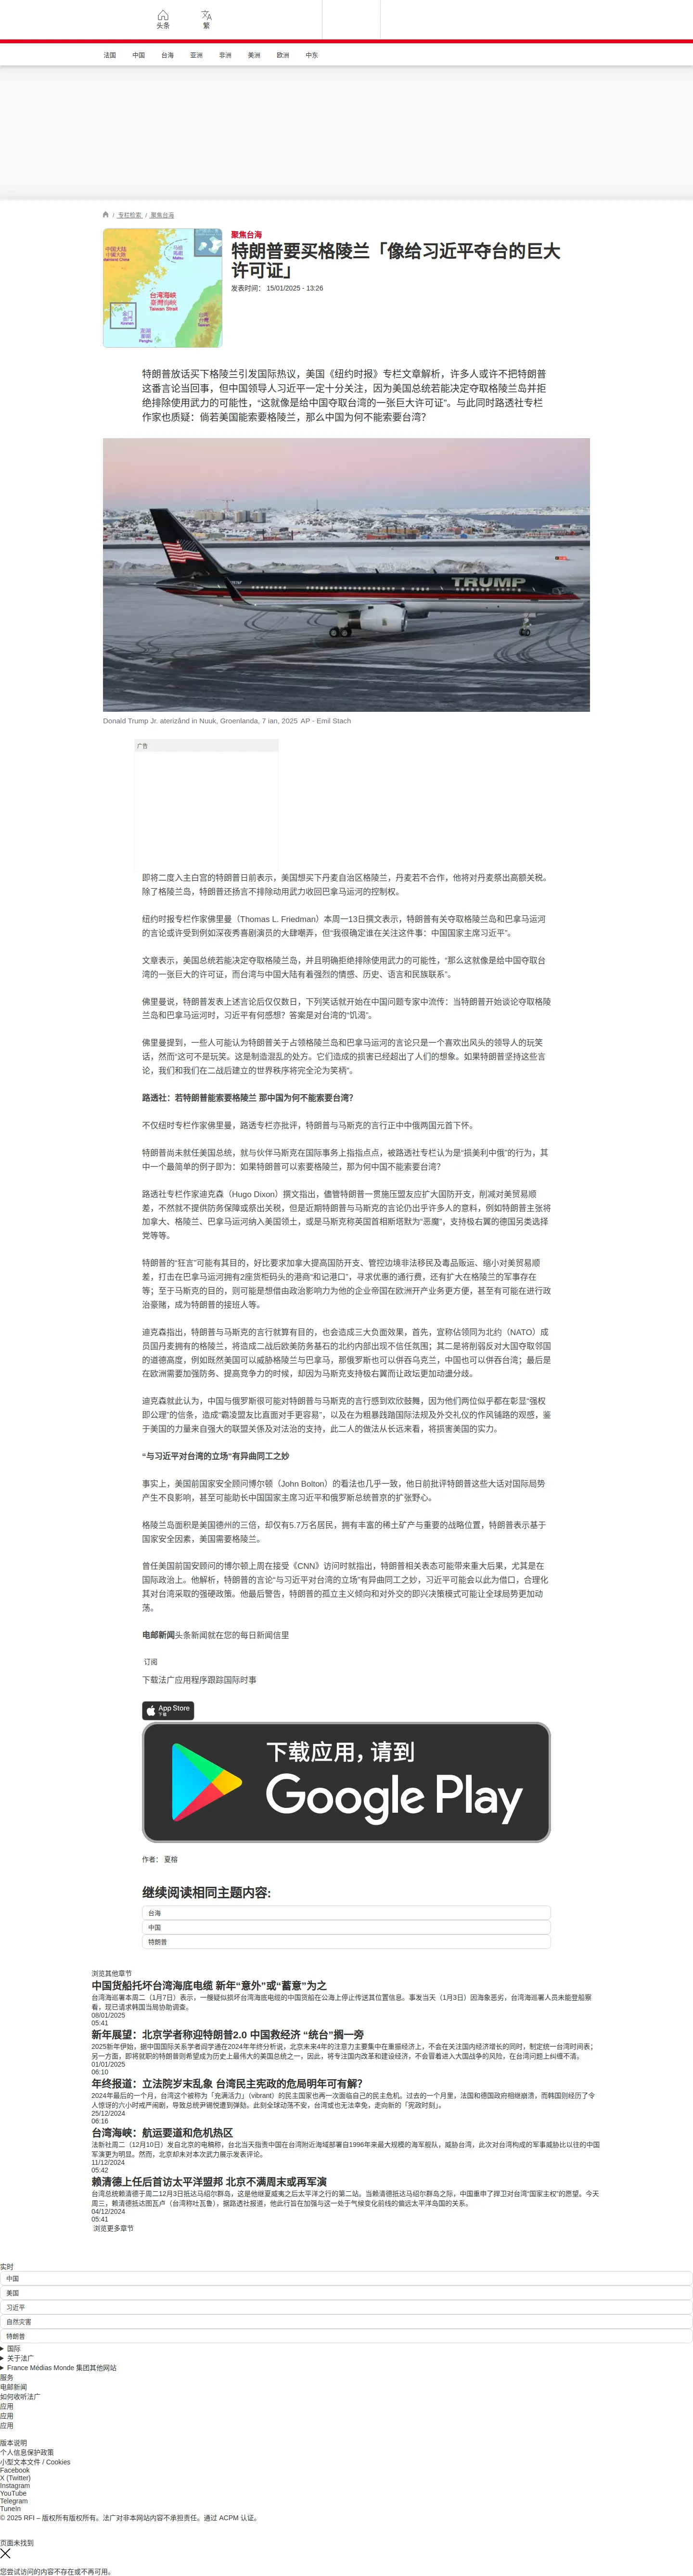 头条
繁
法国
中国
台海
亚洲
非洲
美洲
欧洲
中东
/ 专栏检索 / 聚焦台海
中国大陆
中國大陸
Mainland China
马祖
馬祖
Matsu
台湾海峡
臺灣海峽
Taiwan Strait
金门
金門
Kinmen
澎湖
澎湖
Penghu
台湾
台灣
聚焦台海
特朗普要买格陵兰「像给习近平夺台的巨大
许可证」
发表时间： 15/01/2025 - 13:26
特朗普放话买下格陵兰引发国际热议，美国《纽约时报》专栏文章解析，许多人或许不把特朗普
这番言论当回事，但中国领导人习近平一定十分关注，因为美国总统若能决定夺取格陵兰岛并拒
绝排除使用武力的可能性，“这就像是给中国夺取台湾的一张巨大许可证”。与此同时路透社专栏
作家也质疑：倘若美国能索要格陵兰，那么中国为何不能索要台湾？
TRUMP
Donald Trump Jr. aterizând in Nuuk, Groenlanda, 7 ian, 2025 AP - Emil Stach
广告
即将二度入主白宫的特朗普日前表示，美国想买下丹麦自治区格陵兰，丹麦若不合作，他将对丹麦祭出高额关税。
除了格陵兰岛，特朗普还扬言不排除动用武力收回巴拿马运河的控制权。
纽约时报专栏作家佛里曼（Thomas L. Friedman）本周一13日撰文表示，特朗普有关夺取格陵兰岛和巴拿马运河
的言论或许受到例如深夜秀喜剧演员的大肆嘲弄，但“我很确定谁在关注这件事：中国国家主席习近平”。
文章表示，美国总统若能决定夺取格陵兰岛，并且明确拒绝排除使用武力的可能性，“那么这就像是给中国夺取台
湾的一张巨大的许可证，而台湾与中国大陆有着强烈的情感、历史、语言和民族联系”。
佛里曼说，特朗普发表上述言论后仅仅数日，下列笑话就开始在中国问题专家中流传：当特朗普开始谈论夺取格陵
兰岛和巴拿马运河时，习近平有何感想？答案是对台湾的“饥渴”。
佛里曼提到，一些人可能认为特朗普关于占领格陵兰岛和巴拿马运河的言论只是一个喜欢出风头的领导人的玩笑
话，然而“这可不是玩笑。这是制造混乱的处方。它们造成的损害已经超出了人们的想象。如果特朗普坚持这些言
论，我们和我们在二战后建立的世界秩序将完全沦为笑柄”。
路透社：若特朗普能索要格陵兰 那中国为何不能索要台湾？
不仅纽时专栏作家佛里曼，路透专栏亦批评，特朗普与马斯克的言行正中中俄两国元首下怀。
特朗普尚未就任美国总统，就与伙伴马斯克在国际事务上指指点点，被路透社专栏认为是“损美利中俄”的行为，其
中一个最简单的例子即为：如果特朗普可以索要格陵兰，那为何中国不能索要台湾？
路透社专栏作家迪克森（Hugo Dixon）撰文指出，儘管特朗普一贯施压盟友应扩大国防开支，削减对美贸易顺
差，不然就不提供防务保障或祭出关税，但是近期特朗普与马斯克的言论仍出乎许多人的意料，例如特朗普主张将
加拿大、格陵兰、巴拿马运河纳入美国领土，或是马斯克称英国首相斯塔默为“恶魔”，支持极右翼的德国另类选择
党等等。
特朗普的“狂言”可能有其目的，好比要求加拿大提高国防开支、管控边境非法移民及毒品贩运、缩小对美贸易顺
差，打击在巴拿马运河拥有2座货柜码头的港商“和记港口”，寻求优惠的通行费，还有扩大在格陵兰的军事存在
等；至于马斯克的目的，则可能是想借由政治影响力为他的企业帝国在欧洲开产业务更方便，甚至有可能在进行政
治豪赌，成为特朗普的接班人等。
迪克森指出，特朗普与马斯克的言行就算有目的，也会造成三大负面效果，首先，宣称佔领同为北约（NATO）成
员国丹麦拥有的格陵兰，将造成二战后欧美防务基石的北约内部出现不信任氛围；其二是将削弱反对大国夺取邻国
的道德高度，例如既然美国可以威胁格陵兰与巴拿马，那俄罗斯也可以併吞乌克兰，中国也可以併吞台湾；最后是
在欧洲需要加强防务、提高竞争力的时候，却因为马斯克支持极右翼而让政坛更加动盪分歧。
迪克森就此认为，中国与俄罗斯很可能对特朗普与马斯克的言行感到欢欣鼓舞，因为他们两位似乎都在彰显“强权
即公理”的信条，造成“霸凌盟友比直面对手更容易”，以及在为粗暴践踏国际法规及外交礼仪的作风铺路的观感，鉴
于美国的力量来自强大的联盟关係及对法治的支持，此二人的做法从长远来看，将损害美国的实力。
“与习近平对台湾的立场”有异曲同工之妙
事实上，美国前国家安全顾问博尔顿（John Bolton）的看法也几乎一致，他日前批评特朗普这些大话对国际局势
产生不良影响，甚至可能助长中国国家主席习近平和俄罗斯总统普京的扩张野心。
格陵兰岛面积是美国德州的三倍，却仅有5.7万名居民，拥有丰富的稀土矿产与重要的战略位置，特朗普表示基于
国家安全因素，美国需要格陵兰。
曾任美国前国安顾问的博尔顿上周在接受《CNN》访问时就指出，特朗普相关表态可能带来重大后果，尤其是在
国际政治上。他解析，特朗普的言论“与习近平对台湾的立场”有异曲同工之妙，习近平可能会以此为借口，合理化
其对台湾采取的强硬政策。他最后警告，特朗普的孤立主义倾向和对外交的即兴决策模式可能让全球局势更加动
荡。
电邮新闻头条新闻就在您的每日新闻信里
订阅
下载法广应用程序跟踪国际时事
App Store
下载
下载应用，请到
Google Play
作者： 夏榕
继续阅读相同主题内容:
台海
中国
特朗普
浏览其他章节
中国货船托坏台湾海底电缆 新年“意外”或“蓄意”为之
台湾海巡署本周二（1月7日）表示，一艘疑似损坏台湾海底电缆的中国货船在公海上停止传送其位置信息。事发当天（1月3日）因海象恶劣，台湾海巡署人员未能登船察
看，现已请求韩国当局协助调查。
08/01/2025
05:41
新年展望：北京学者称迎特朗普2.0 中国救经济 “统台”搁一旁
2025新年伊始，据中国国际关系学者阎学通在2024年年终分析说，北京未来4年的注意力主要集中在重振经济上，不会在关注国内经济增长的同时，制定统一台湾时间表；
另一方面，即将就职的特朗普则希望成为历史上最伟大的美国总统之一，因此，将专注国内改革和建设经济，不会冒着进入大国战争的风险，在台湾问题上纠缠不清。
01/01/2025
06:10
年终报道：立法院岁末乱象 台湾民主宪政的危局明年可有解？
2024年最后的一个月，台湾这个被称为「充满活力」（vibrant）的民主国家也再一次面临自己的民主危机。过去的一个月里，法国和德国政府相继崩溃，而韩国则经历了令
人惊讶的六小时戒严闹剧，导致总统尹锡悦遭到弹劾。此刻全球动荡不安，台湾或也无法幸免，走向新的「宪政时刻」。
25/12/2024
06:16
台湾海峡：航运要道和危机热区
法新社周二（12月10日）发自北京的电稿称，台北当天指责中国在台湾附近海域部署自1996年来最大规模的海军舰队，威胁台湾，此次对台湾构成的军事威胁比以往的中国
军演更为明显。然而，北京却未对本次武力展示发表评论。
11/12/2024
05:42
赖清德上任后首访太平洋盟邦 北京不满周末或再军演
台湾总统赖清德于周二12月3日抵达马绍尔群岛，这是他继夏威夷之后太平洋之行的第二站。当赖清德抵达马绍尔群岛之际，中国重申了捍卫对台湾“国家主权”的愿望。今天
周三，赖清德抵达图瓦卢（台湾称社瓦鲁），据路透社报道，他此行旨在加强与这一处于气候变化前线的偏远太平洋岛国的关系。
04/12/2024
05:41
浏览更多章节
实时
中国
美国
习近平
自然灾害
特朗普
国际
关于法广
France Médias Monde 集团其他网站
服务
电邮新闻
如何收听法广
应用
应用
应用
版本说明
个人信息保护政策
小型文本文件 / Cookies
Facebook
X (Twitter)
Instagram
YouTube
Telegram
TuneIn
© 2025 RFI – 版权所有版权所有。法广对非本网站内容不承担责任。通过 ACPM 认证。
页面未找到
您尝试访问的内容不存在或不再可用。